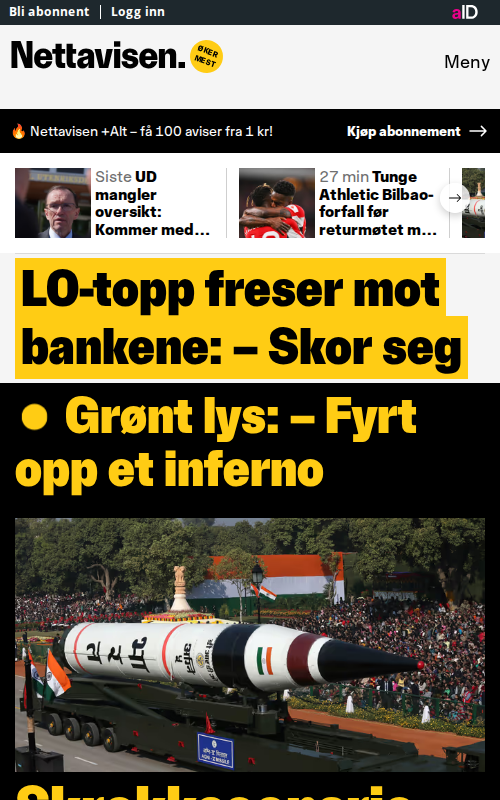 Bli abonnent
Logg inn
aID
Nettavisen.
ØKER
MEST
Meny
🔥 Nettavisen +Alt – få 100 aviser fra 1 kr!
Kjøp abonnement →
Siste UD
mangler
oversikt:
Kommer med...
27 min Tunge
Athletic Bilbao-
forfall før
returmøtet m...
LO-topp freser mot
bankene: – Skor seg
Grønt lys: – Fyrt
opp et inferno
Skrekkscenario